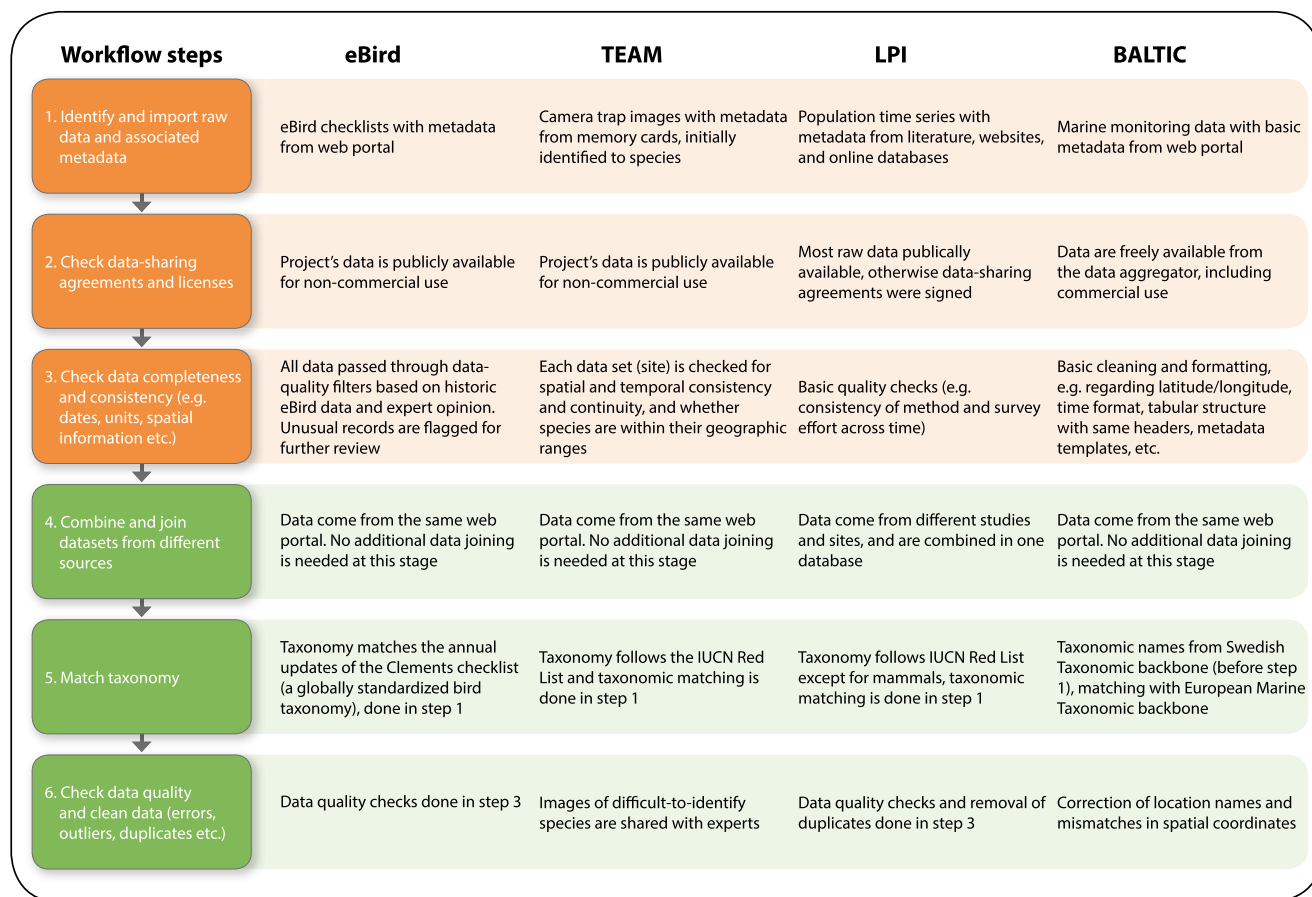 Workflow steps
eBird
TEAM
LPI
BALTIC
1. Identify and import raw
data and associated
metadata
eBird checklists with metadata
from web portal
Camera trap images with metadata
from memory cards, initially
identified to species
Population time series with
metadata from literature, websites,
and online databases
Marine monitoring data with basic
metadata from web portal
2. Check data-sharing
agreements and licenses
Project's data is publicly available
for non-commercial use
Project's data is publicly available
for non-commercial use
Most raw data publically
available, otherwise data-sharing
agreements were signed
Data are freely available from
the data aggregator, including
commercial use
3. Check data completeness
and consistency (e.g.
dates, units, spatial
information etc.)
All data passed through data-
quality filters based on historic
eBird data and expert opinion.
Unusual records are flagged for
further review
Each data set (site) is checked for
spatial and temporal consistency
and continuity, and whether
species are within their geographic
ranges
Basic quality checks (e.g.
consistency of method and survey
effort across time)
Basic cleaning and formatting,
e.g. regarding latitude/longitude,
time format, tabular structure
with same headers, metadata
templates, etc.
4. Combine and join
datasets from different
sources
Data come from the same web
portal. No additional data joining
is needed at this stage
Data come from the same web
portal. No additional data joining
is needed at this stage
Data come from different studies
and sites, and are combined in one
database
Data come from the same web
portal. No additional data joining
is needed at this stage
5. Match taxonomy
Taxonomy matches the annual
updates of the Clements checklist
(a globally standardized bird
taxonomy), done in step 1
Taxonomy follows the IUCN Red
List and taxonomic matching is
done in step 1
Taxonomy follows IUCN Red List
except for mammals, taxonomic
matching is done in step 1
Taxonomic names from Swedish
Taxonomic backbone (before step
1), matching with European Marine
Taxonomic backbone
6. Check data quality
and clean data (errors,
outliers, duplicates etc.)
Data quality checks done in step 3
Images of difficult-to-identify
species are shared with experts
Data quality checks and removal of
duplicates done in step 3
Correction of location names and
mismatches in spatial coordinates